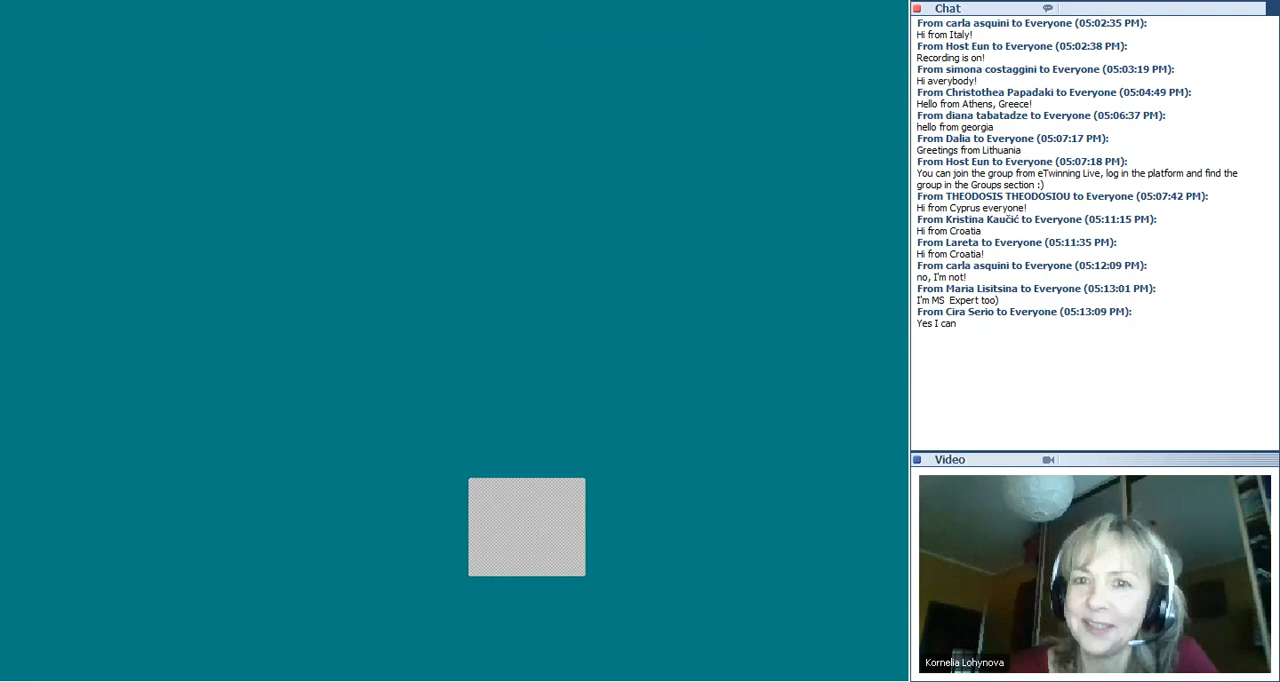 Chat
From carla asquini to Everyone (05:02:35 PM):
Hi from Italy!
From Host Eun to Everyone (05:02:38 PM):
Recording is on!
From simona costaggini to Everyone (05:03:19 PM):
Hi averybody!
From Christothea Papadaki to Everyone (05:04:49 PM):
Hello from Athens, Greece!
From diana tabatadze to Everyone (05:06:37 PM):
hello from georgia
From Dalia to Everyone (05:07:17 PM):
Greetings from Lithuania
From Host Eun to Everyone (05:07:18 PM):
You can join the group from eTwinning Live, log in the platform and find the
group in the Groups section :)
From THEODOSIS THEODOSIOU to Everyone (05:07:42 PM):
Hi from Cyprus everyone!
From Kristina Kaučić to Everyone (05:11:15 PM):
Hi from Croatia
From Lareta to Everyone (05:11:35 PM):
Hi from Croatia!
From carla asquini to Everyone (05:12:09 PM):
no, I'm not!
From Maria Lisitsina to Everyone (05:13:01 PM):
I'm MS  Expert too)
From Cira Serio to Everyone (05:13:09 PM):
Yes I can
Video
Kornelia Lohynova